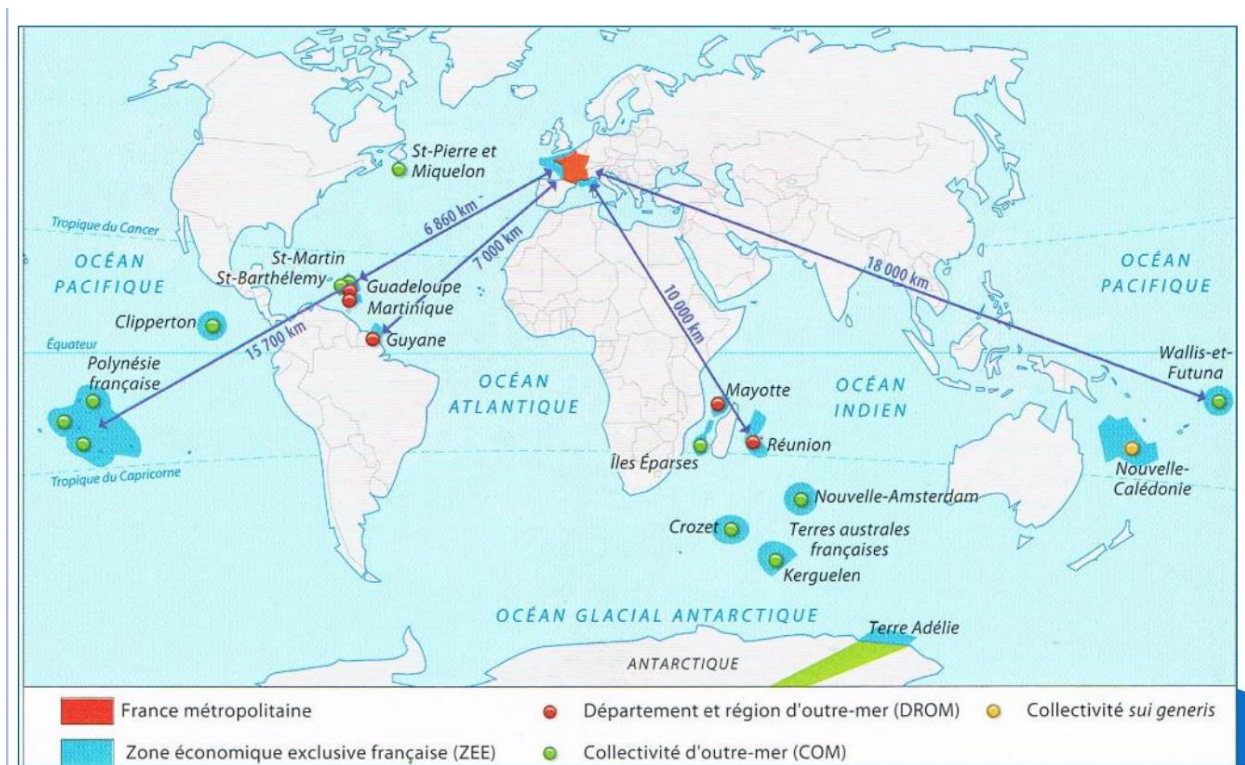 St-Pierre et
Miquelon
6 860 km
7 000 km
Tropique du Cancer
OCÉAN
PACIFIQUE
St-Martin
St-Barthélemy
Guadeloupe
Martinique
18 000 km
OCÉAN
PACIFIQUE
Clipperton
15 700 km
Guyane
10 000 km
Équateur
Polynésie
française
OCÉAN
ATLANTIQUE
Mayotte
OCÉAN
INDIEN
Wallis-et-
Futuna
Réunion
Îles Éparses
Tropique du Capricorne
Nouvelle-
Calédonie
Nouvelle-Amsterdam
Crozet
Terres australes
françaises
Kerguelen
OCÉAN GLACIAL ANTARCTIQUE
Terre Adélie
ANTARCTIQUE
France métropolitaine
Département et région d'outre-mer (DROM)
Collectivité sui generis
Zone économique exclusive française (ZEE)
Collectivité d'outre-mer (COM)